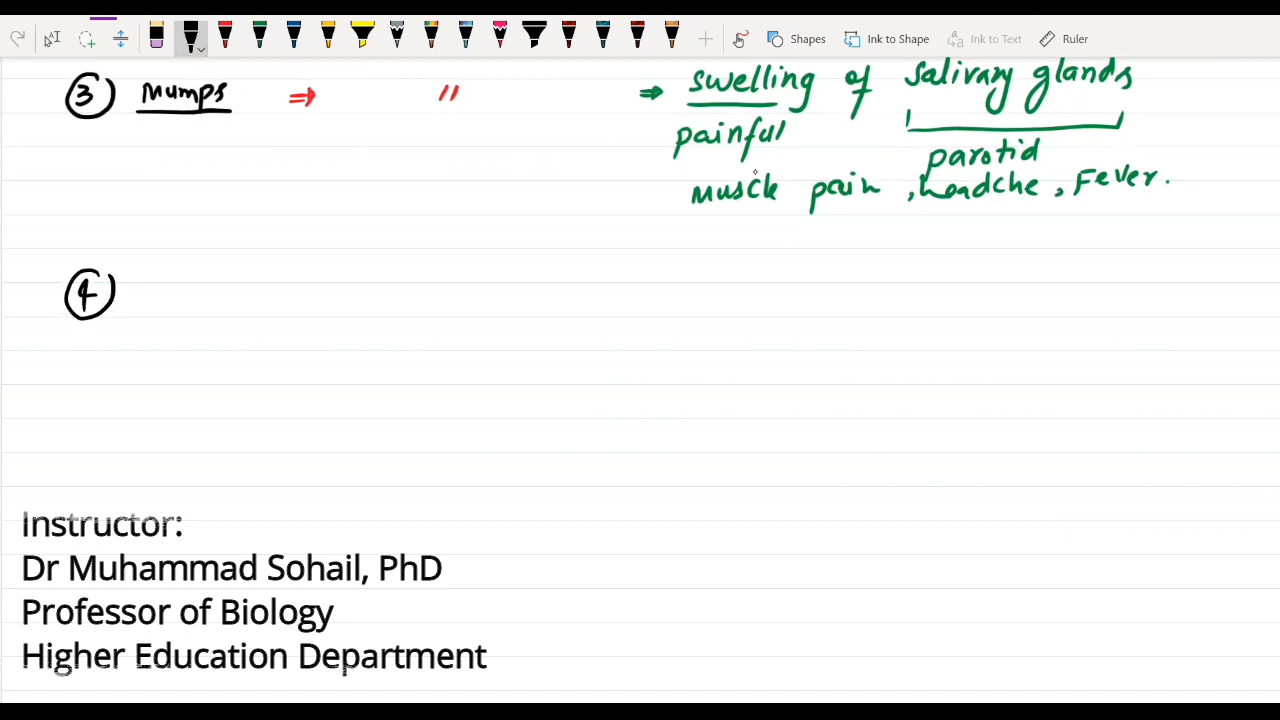 Shapes Ink to Shape Ink to Text Ruler
3 Mumps ⇒ " ⇒ swelling of salivary glands
painful
parotid
muscle pain , headche , Fever.
4
Instructor:
Dr Muhammad Sohail, PhD
Professor of Biology
Higher Education Department